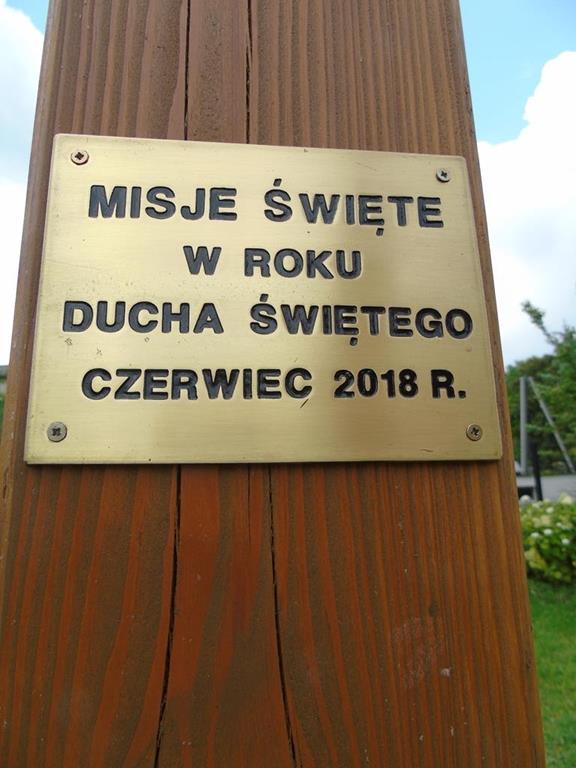 MISJE ŚWIĘTE
W ROKU
DUCHA ŚWIĘTEGO
CZERWIEC 2018 R.